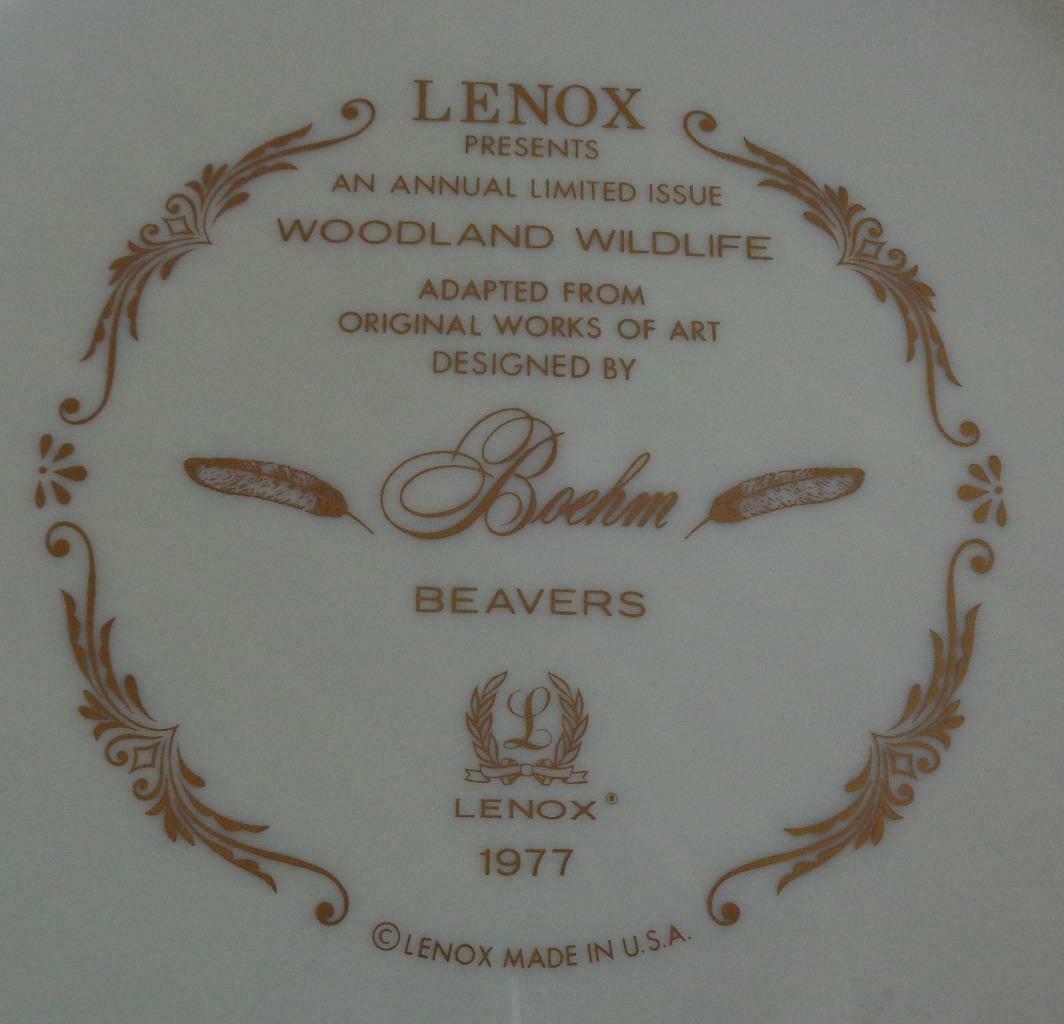 LENOX
PRESENTS
AN ANNUAL LIMITED ISSUE
WOODLAND WILDLIFE
ADAPTED FROM
ORIGINAL WORKS OF ART
DESIGNED BY
Boehm
BEAVERS
L
LENOX®
1977
© LENOX MADE IN U.S.A.